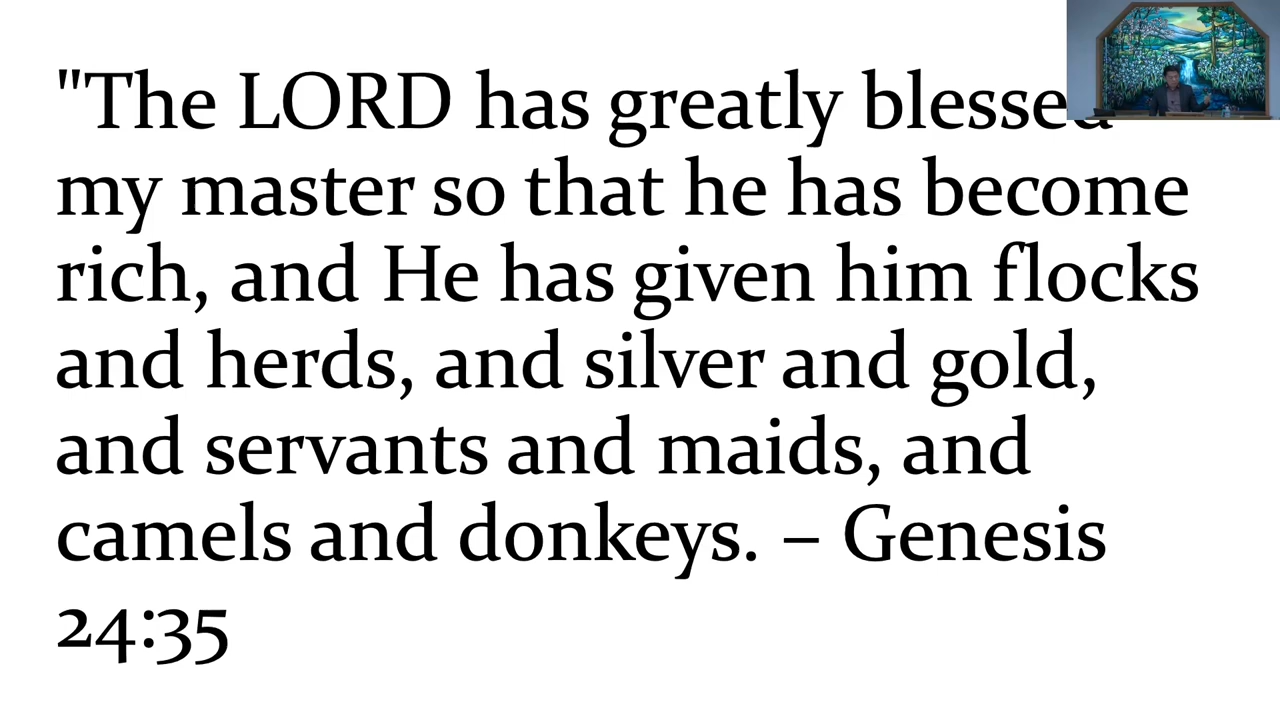 "The LORD has greatly blessed
my master so that he has become
rich, and He has given him flocks
and herds, and silver and gold,
and servants and maids, and
camels and donkeys. – Genesis
24:35